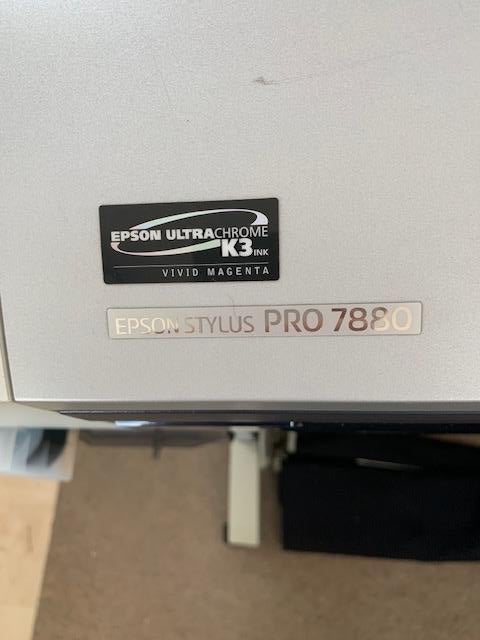 EPSON ULTRACHROME
K3 INK
VIVID MAGENTA
EPSON STYLUS PRO 7880